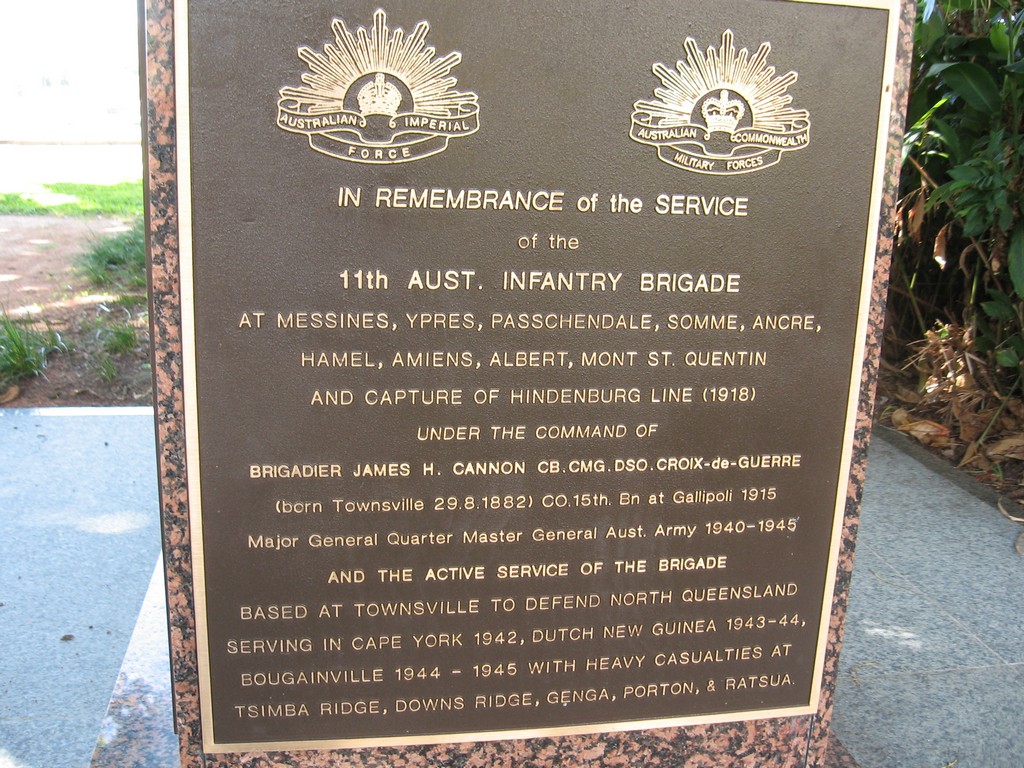 AUSTRALIAN IMPERIAL
FORCE
AUSTRALIAN COMMONWEALTH
MILITARY FORCES
IN REMEMBRANCE of the SERVICE
of the
11th AUST. INFANTRY BRIGADE
AT MESSINES, YPRES, PASSCHENDALE, SOMME, ANCRE,
HAMEL, AMIENS, ALBERT, MONT ST. QUENTIN
AND CAPTURE OF HINDENBURG LINE (1918)
UNDER THE COMMAND OF
BRIGADIER JAMES H. CANNON CB.CMG.DSO.CROIX-de-GUERRE
(born Townsville 29.8.1882) CO.15th. Bn at Gallipoli 1915
Major General Quarter Master General Aust. Army 1940-1945
AND THE ACTIVE SERVICE OF THE BRIGADE
BASED AT TOWNSVILLE TO DEFEND NORTH QUEENSLAND
SERVING IN CAPE YORK 1942, DUTCH NEW GUINEA 1943-44,
BOUGAINVILLE 1944 - 1945 WITH HEAVY CASUALTIES AT
TSIMBA RIDGE, DOWNS RIDGE, GENGA, PORTON, & RATSUA.